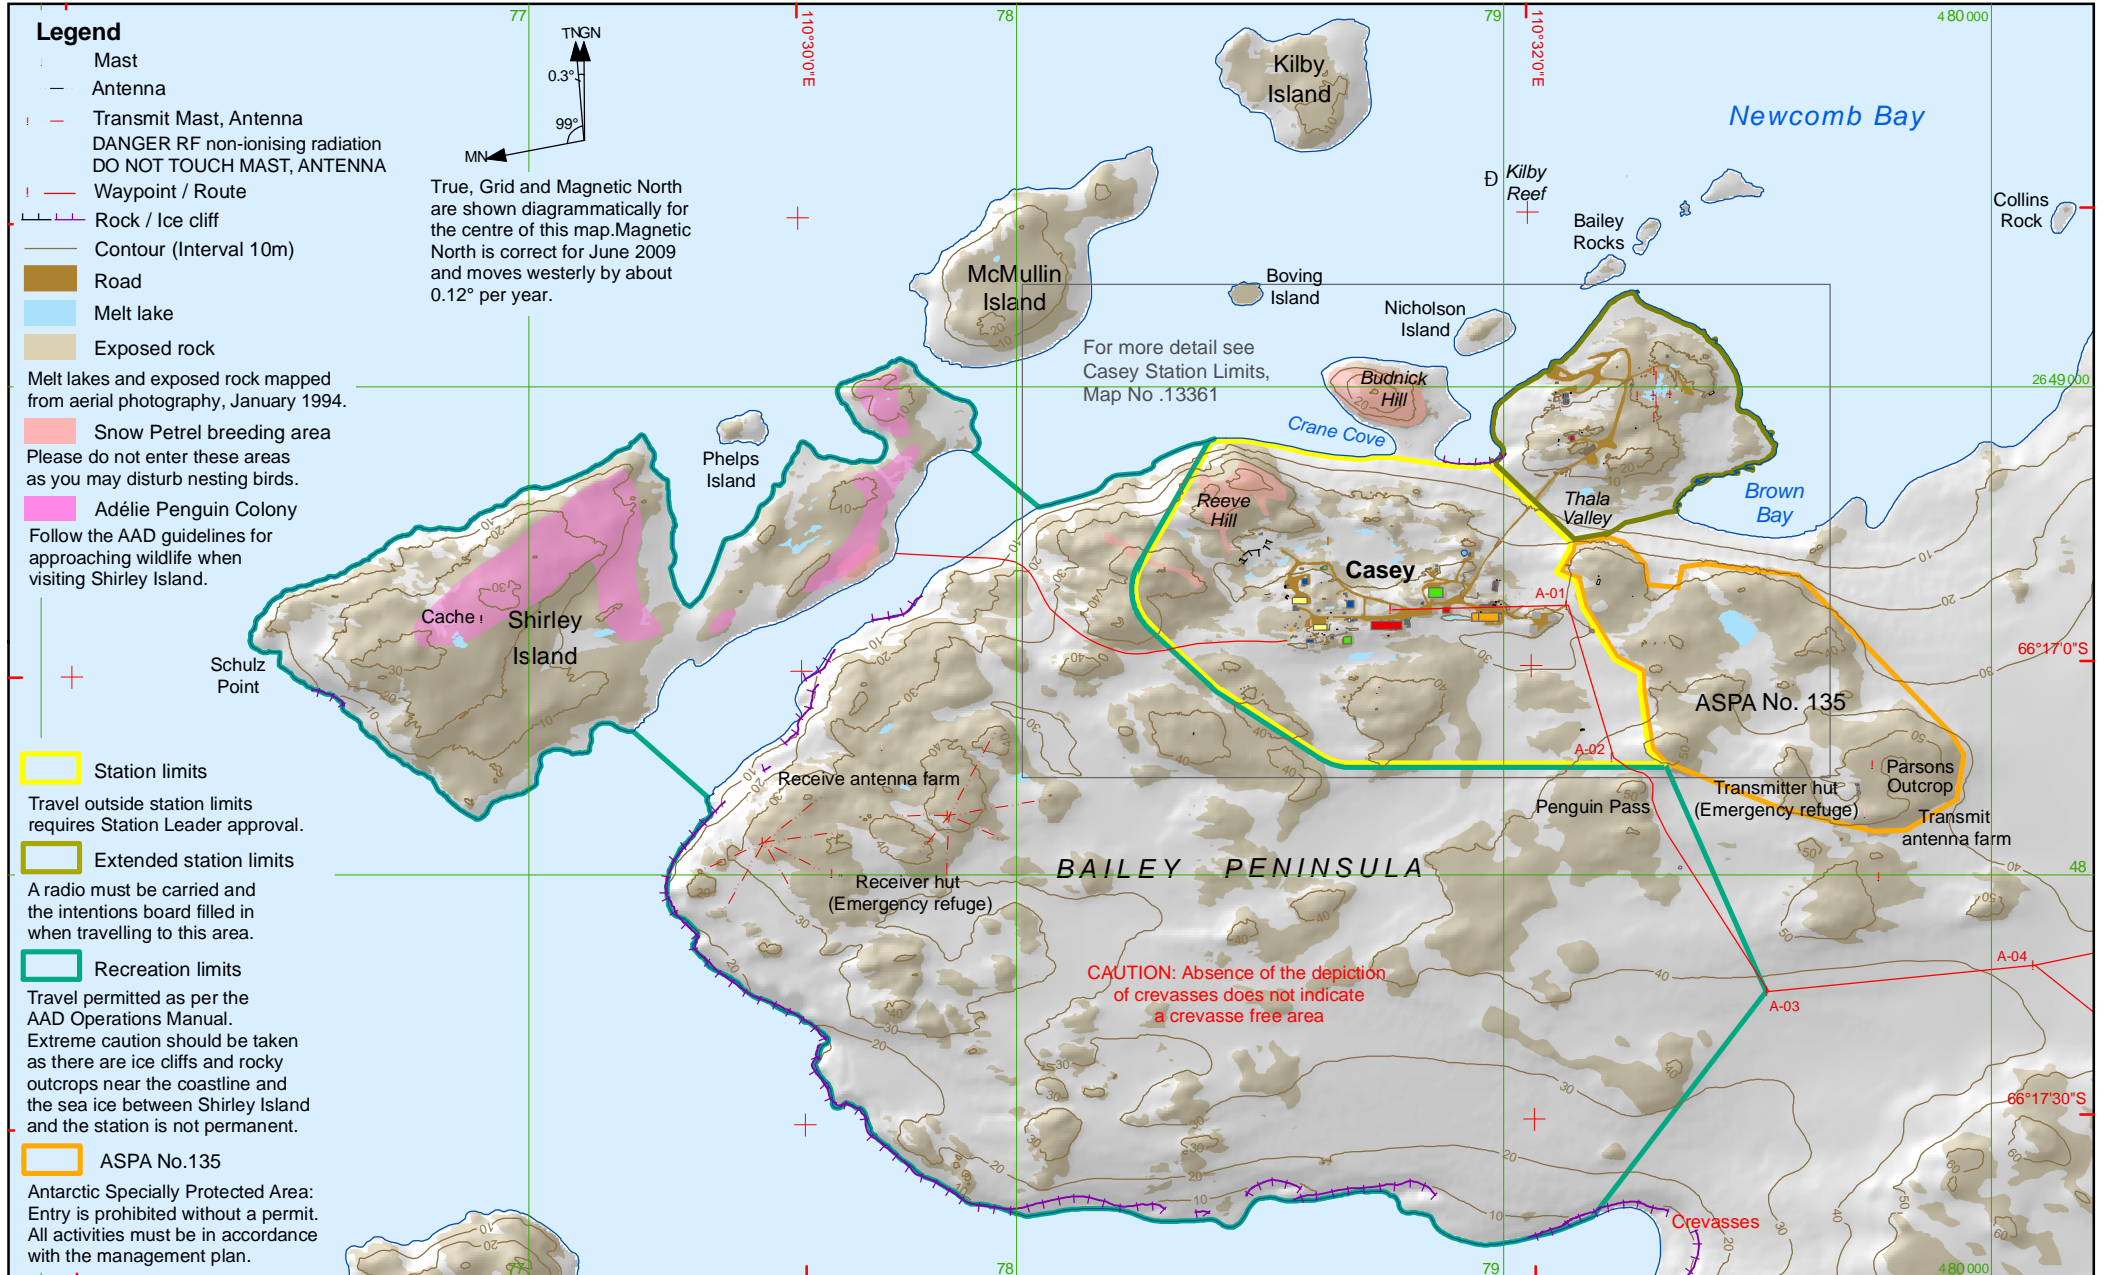 Legend
Mast
Antenna
Transmit Mast, Antenna
DANGER RF non-ionising radiation
DO NOT TOUCH MAST, ANTENNA
Waypoint / Route
Rock / Ice cliff
Contour (Interval 10m)
Road
Melt lake
Exposed rock
Melt lakes and exposed rock mapped
from aerial photography, January 1994.
Snow Petrel breeding area
Please do not enter these areas
as you may disturb nesting birds.
Adélie Penguin Colony
Follow the AAD guidelines for
approaching wildlife when
visiting Shirley Island.
Station limits
Travel outside station limits
requires Station Leader approval.
Extended station limits
A radio must be carried and
the intentions board filled in
when travelling to this area.
Recreation limits
Travel permitted as per the
AAD Operations Manual.
Extreme caution should be taken
as there are ice cliffs and rocky
outcrops near the coastline and
the sea ice between Shirley Island
and the station is not permanent.
ASPA No.135
Antarctic Specially Protected Area:
Entry is prohibited without a permit.
All activities must be in accordance
with the management plan.
TN GN
0.3°
99°
MN
True, Grid and Magnetic North
are shown diagrammatically for
the centre of this map.Magnetic
North is correct for June 2009
and moves westerly by about
0.12° per year.
77
78
79
480 000
110°30'0"E
110°32'0"E
Kilby
Island
Newcomb Bay
Đ Kilby
Reef
Bailey
Rocks
Collins
Rock
McMullin
Island
Boving
Island
Nicholson
Island
For more detail see
Casey Station Limits,
Map No .13361
Budnick
Hill
Crane Cove
2649 000
Phelps
Island
Reeve
Hill
Thala
Valley
Brown
Bay
Casey
A-01
Cache
Shirley
Island
Schulz
Point
66°17'0"S
ASPA No. 135
A-02
Receive antenna farm
Penguin Pass
Transmitter hut
(Emergency refuge)
Parsons
Outcrop
Transmit
antenna farm
BAILEY PENINSULA
48
Receiver hut
(Emergency refuge)
CAUTION: Absence of the depiction
of crevasses does not indicate
a crevasse free area
A-03
A-04
66°17'30"S
Crevasses
77
78
79
480 000